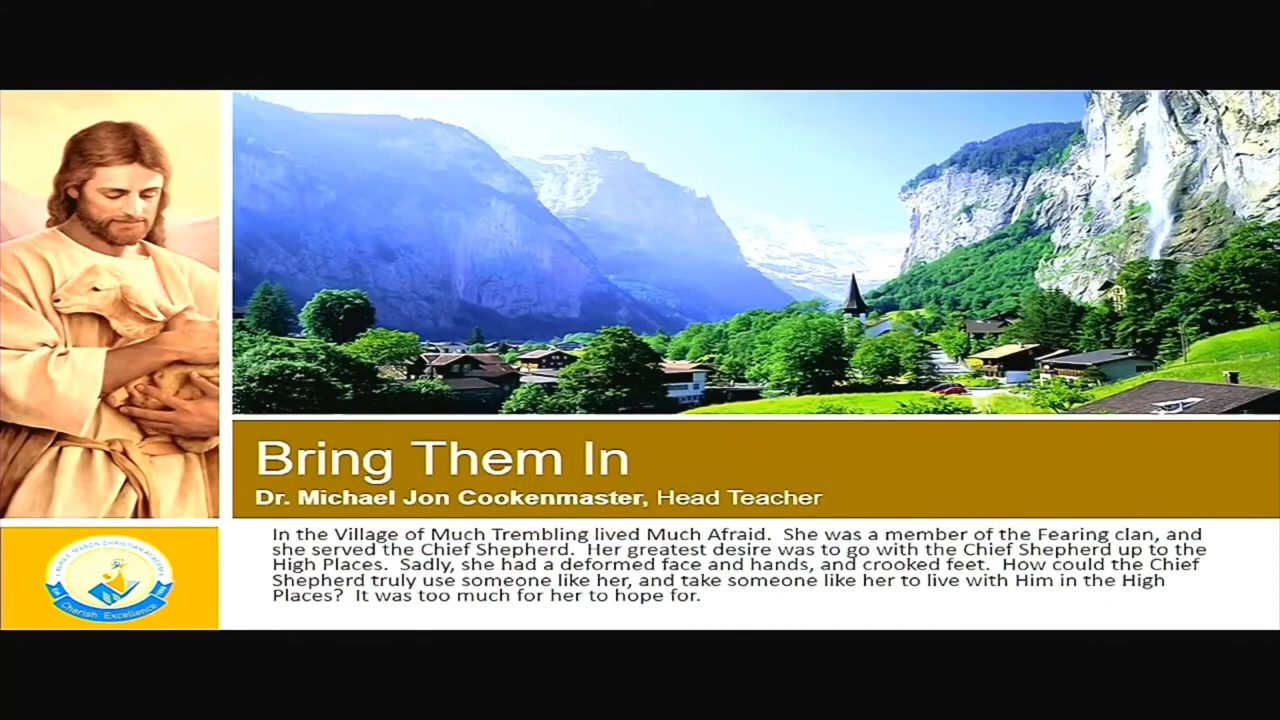 Bring Them In
Dr. Michael Jon Cookenmaster, Head Teacher
In the Village of Much Trembling lived Much Afraid. She was a member of the Fearing clan, and
she served the Chief Shepherd. Her greatest desire was to go with the Chief Shepherd up to the
High Places. Sadly, she had a deformed face and hands, and crooked feet. How could the Chief
Shepherd truly use someone like her, and take someone like her to live with Him in the High
Places? It was too much for her to hope for.
MASON CHRISTIAN ACADEMY
Cherish Excellence